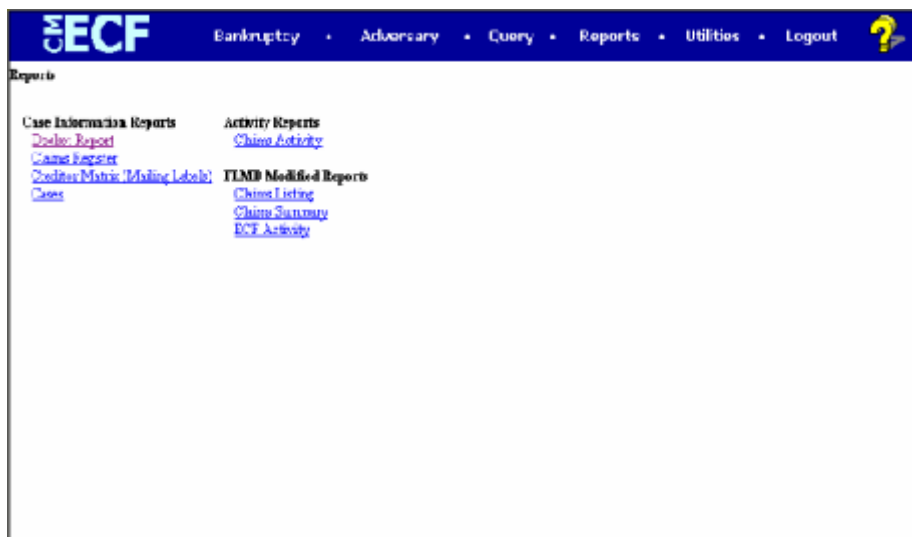 CM ECF Bankruptcy · Adversary · Query · Reports · Utilities · Logout ?
Reports
Case Information Reports
Docket Report
Claims Register
Creditor Matrix (Mailing Labels)
Cases
Activity Reports
Claims Activity
FLMB Modified Reports
Claims Listing
Claims Summary
ECF Activity